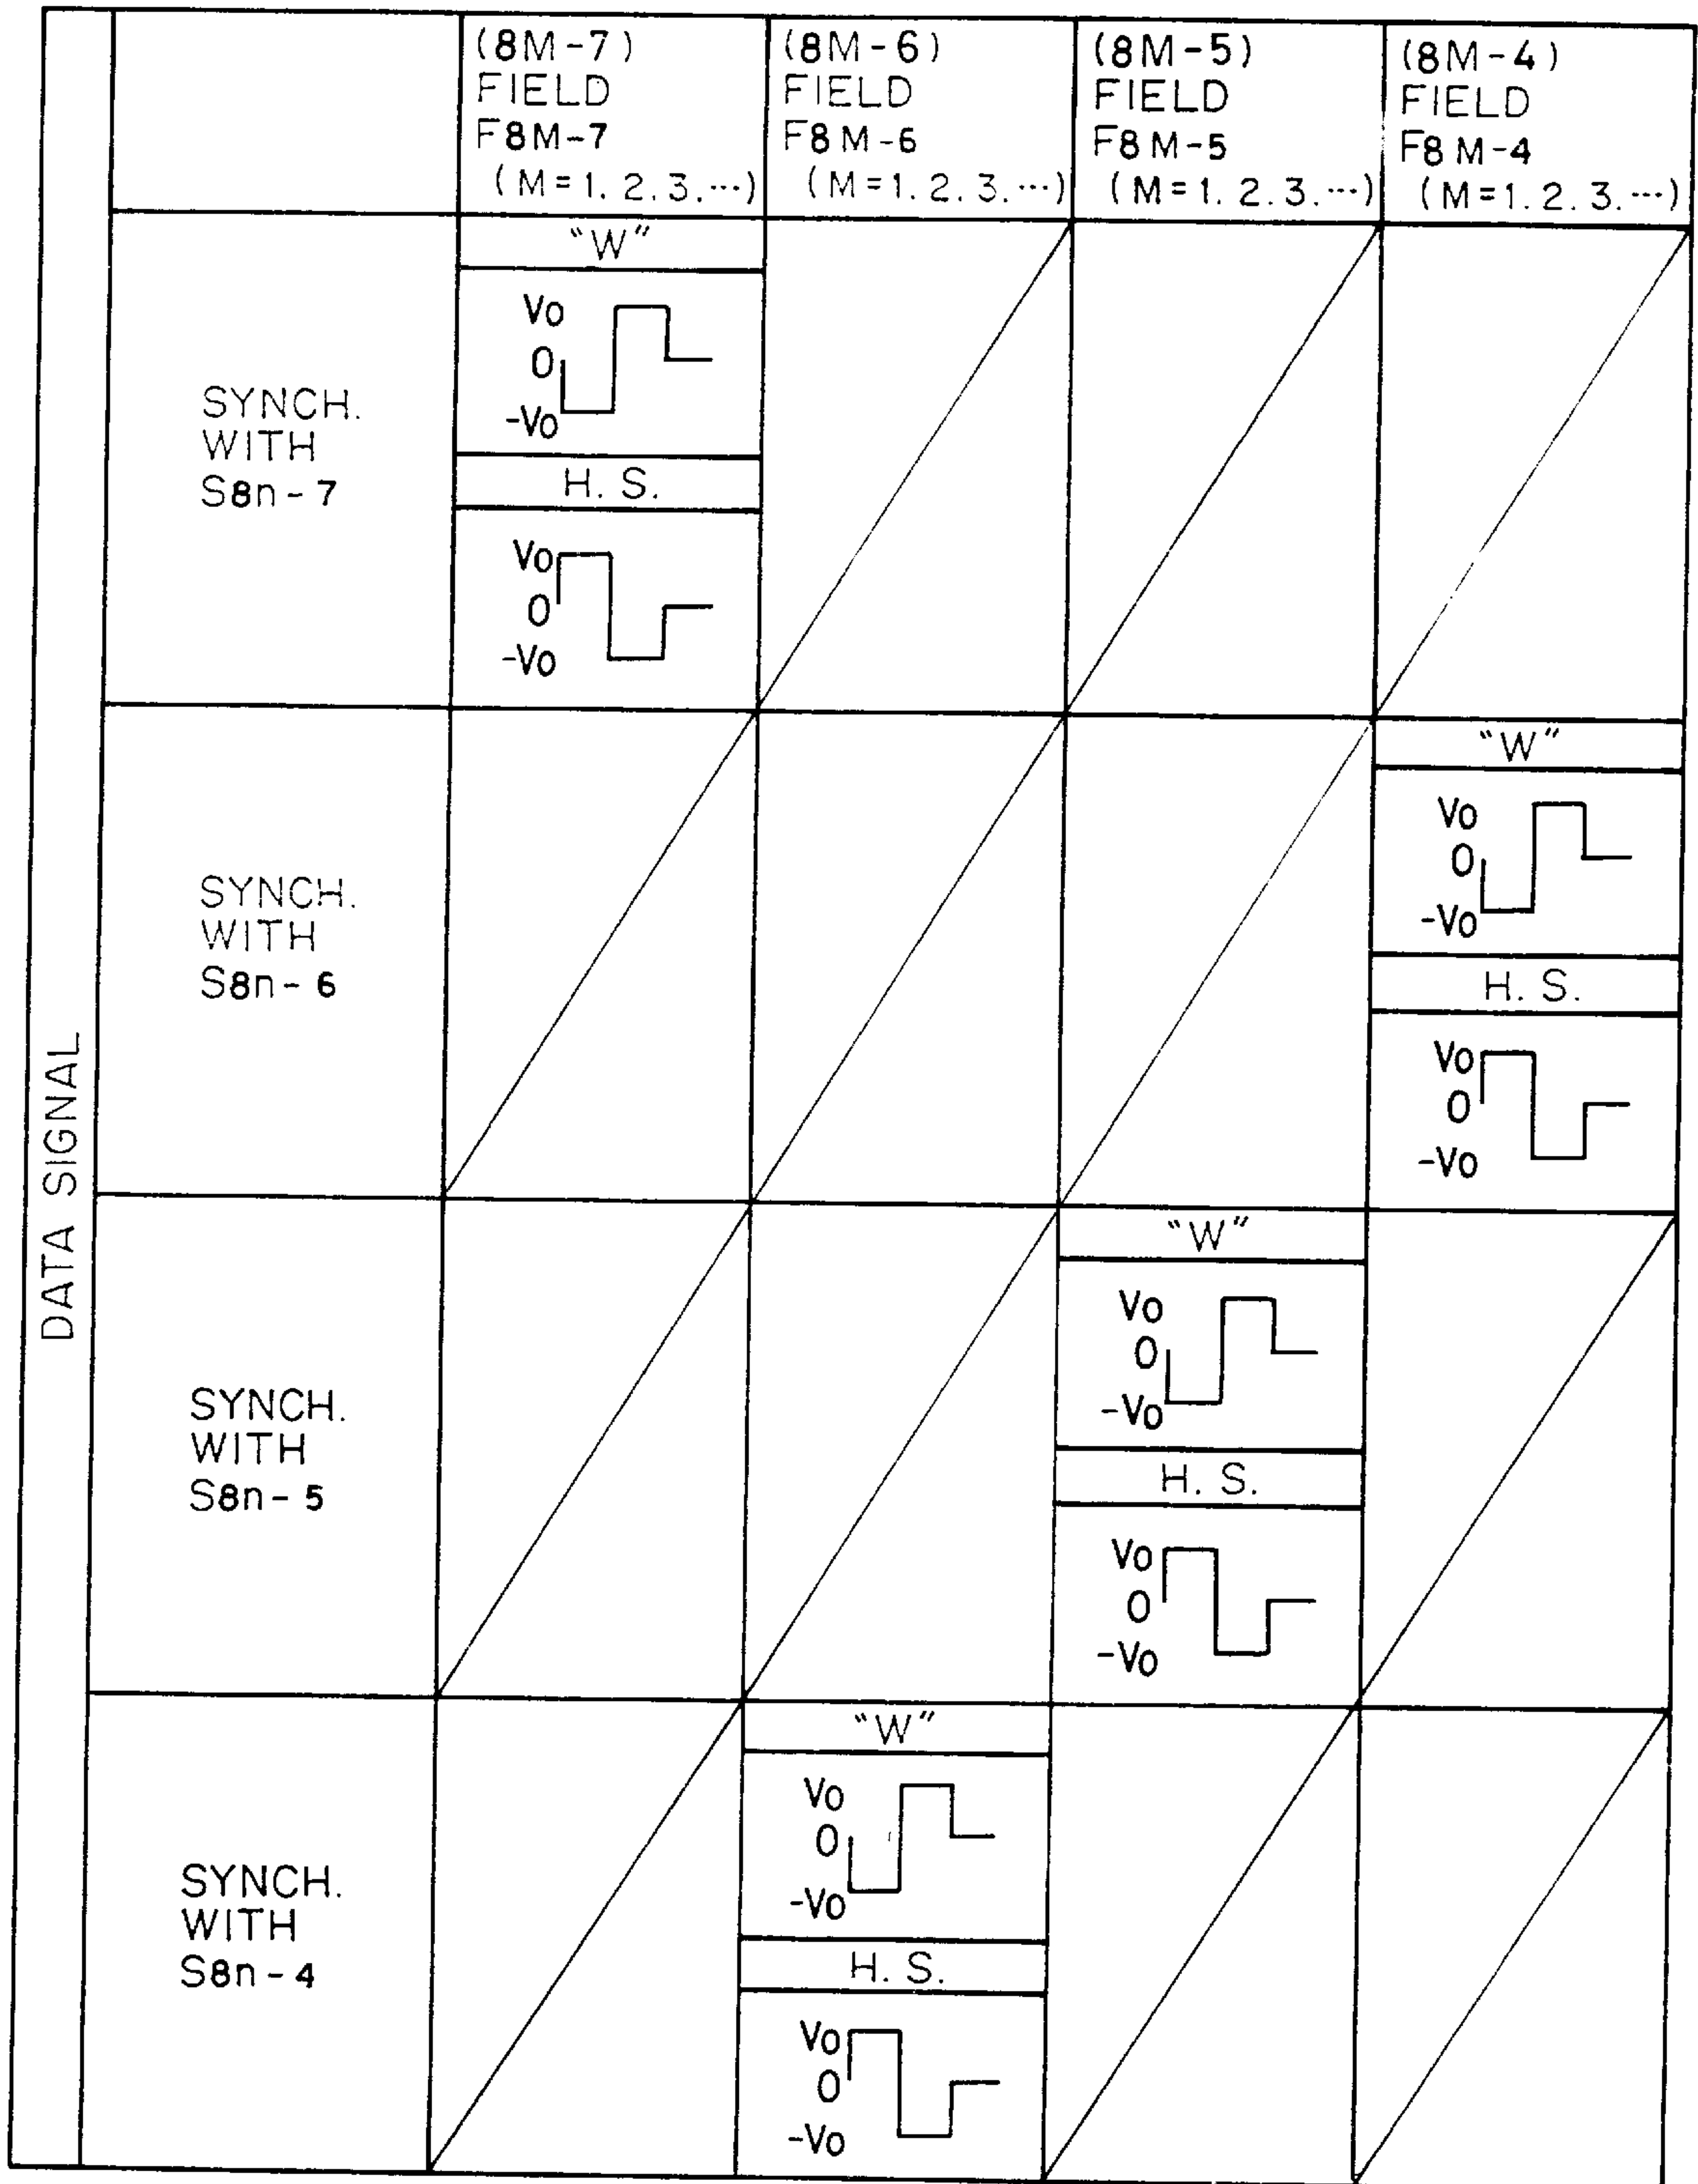 (8M-7)
FIELD
F8M-7
(M=1. 2. 3. ···)
(8M-6)
FIELD
F8M-6
(M=1. 2. 3. ···)
(8M-5)
FIELD
F8M-5
(M=1. 2. 3. ···)
(8M-4)
FIELD
F8M-4
(M=1. 2. 3. ···)
DATA SIGNAL
SYNCH.
WITH
S8n-7
"W"
Vo
0
-Vo
H. S.
Vo
0
-Vo
SYNCH.
WITH
S8n-6
"W"
Vo
0
-Vo
H. S.
Vo
0
-Vo
SYNCH.
WITH
S8n-5
"W"
Vo
0
-Vo
H. S.
Vo
0
-Vo
SYNCH.
WITH
S8n-4
"W"
Vo
0
-Vo
H. S.
Vo
0
-Vo